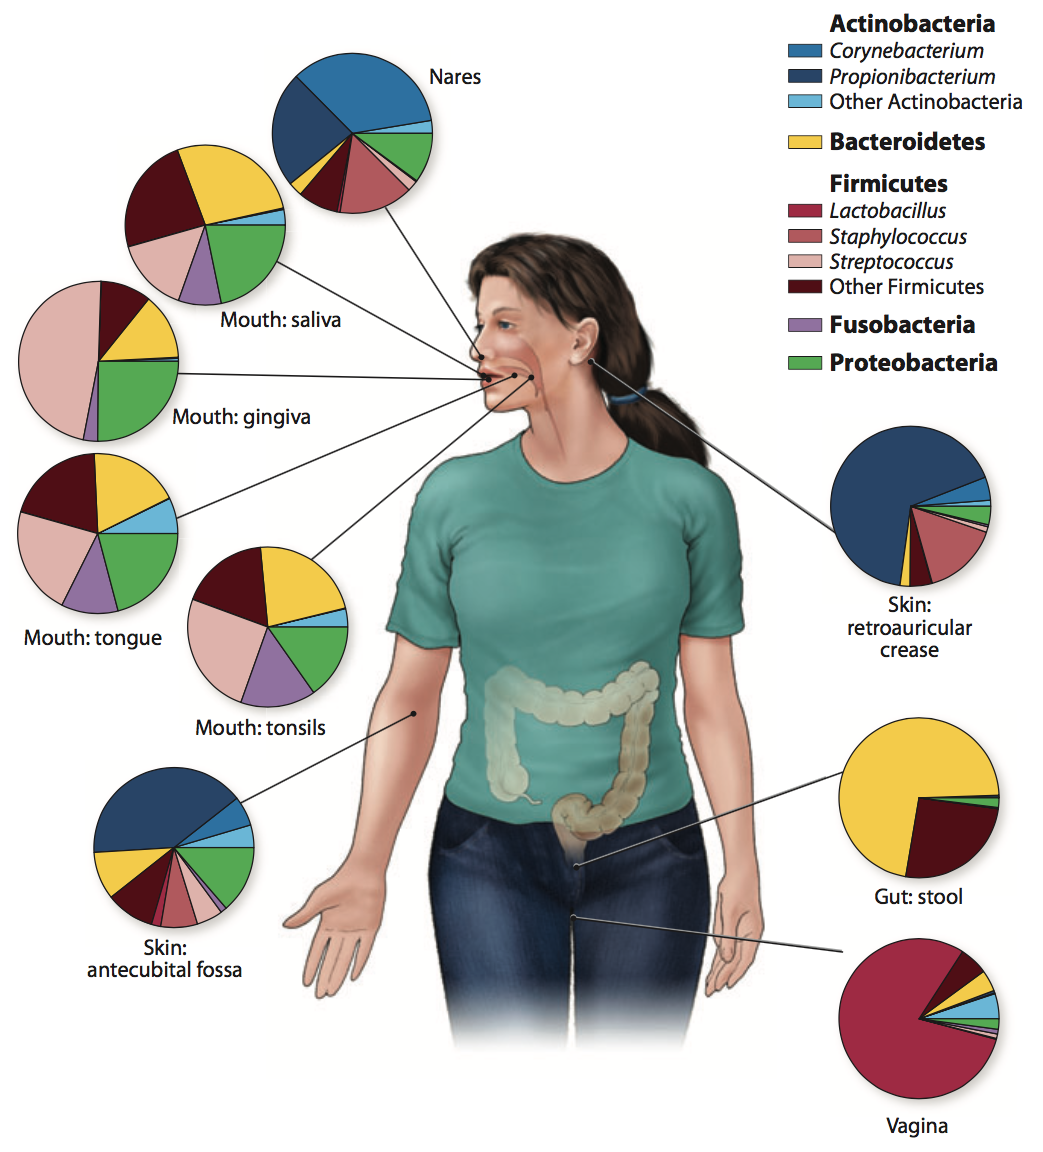 Actinobacteria
Corynebacterium
Propionibacterium
Other Actinobacteria
Bacteroidetes
Firmicutes
Lactobacillus
Staphylococcus
Streptococcus
Other Firmicutes
Fusobacteria
Proteobacteria
Nares
Mouth: saliva
Mouth: gingiva
Mouth: tongue
Mouth: tonsils
Skin:
antecubital fossa
Skin:
retroauricular
crease
Gut: stool
Vagina